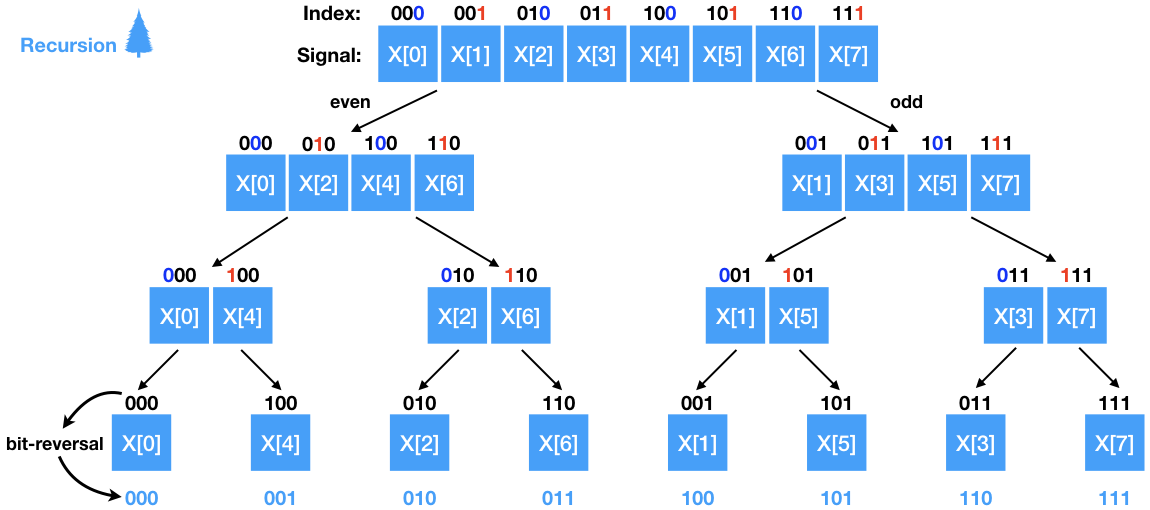 Index: 000 001 010 011 100 101 110 111
Recursion
Signal: X[0] X[1] X[2] X[3] X[4] X[5] X[6] X[7]
even odd
000 010 100 110 001 011 101 111
X[0] X[2] X[4] X[6] X[1] X[3] X[5] X[7]
000 100 010 110 001 101 011 111
X[0] X[4] X[2] X[6] X[1] X[5] X[3] X[7]
000 100 010 110 001 101 011 111
bit-reversal X[0] X[4] X[2] X[6] X[1] X[5] X[3] X[7]
000 001 010 011 100 101 110 111